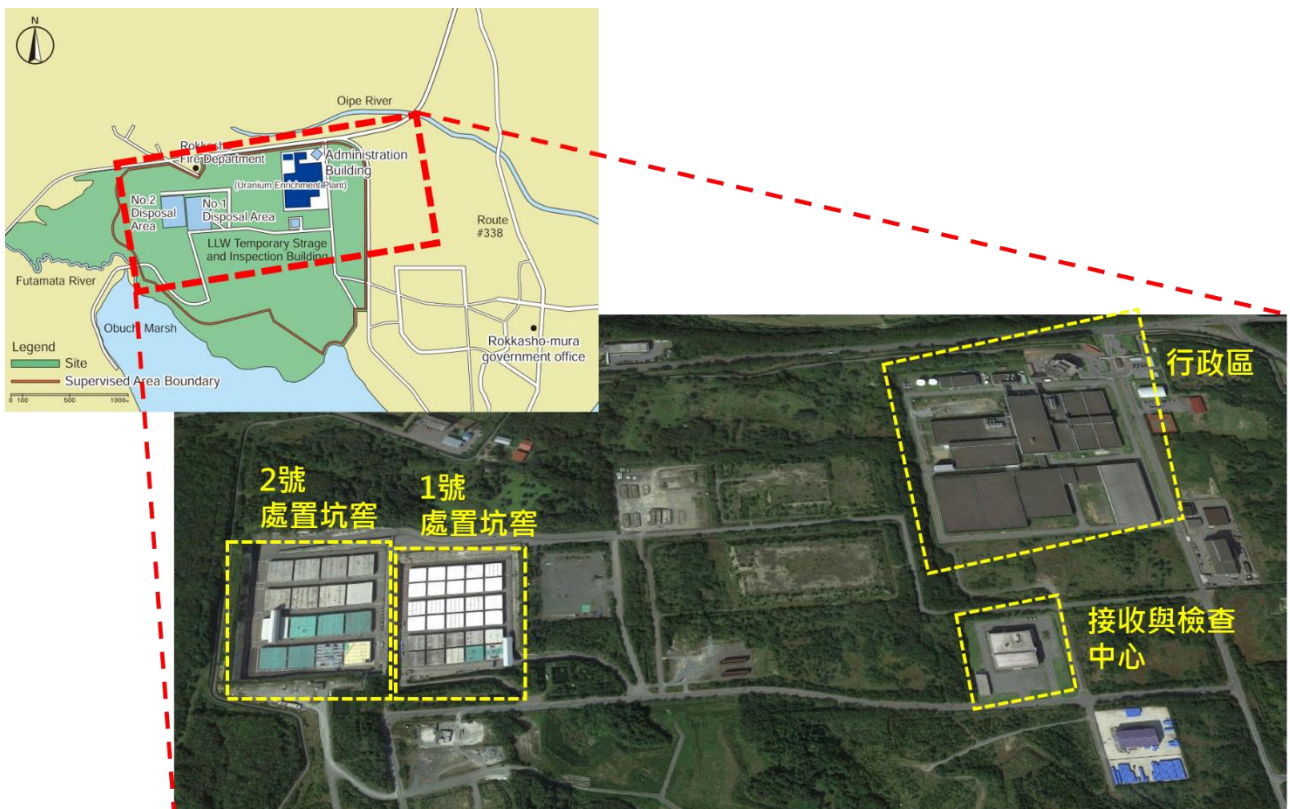 N
Oipe River
Rokkasho
Fire Department
Administration
Building
(Uranium Enrichment Plant)
No.2
Disposal
Area
No.1
Disposal Area
Route
#338
LLW Temporary Strage
and Inspection Building
Futamata River
Obuchi Marsh
Rokkasho-mura
government office
Legend
Site
Supervised Area Boundary
0 100 500 1000m
行政區
2號
處置坑窖
1號
處置坑窖
接收與檢查
中心